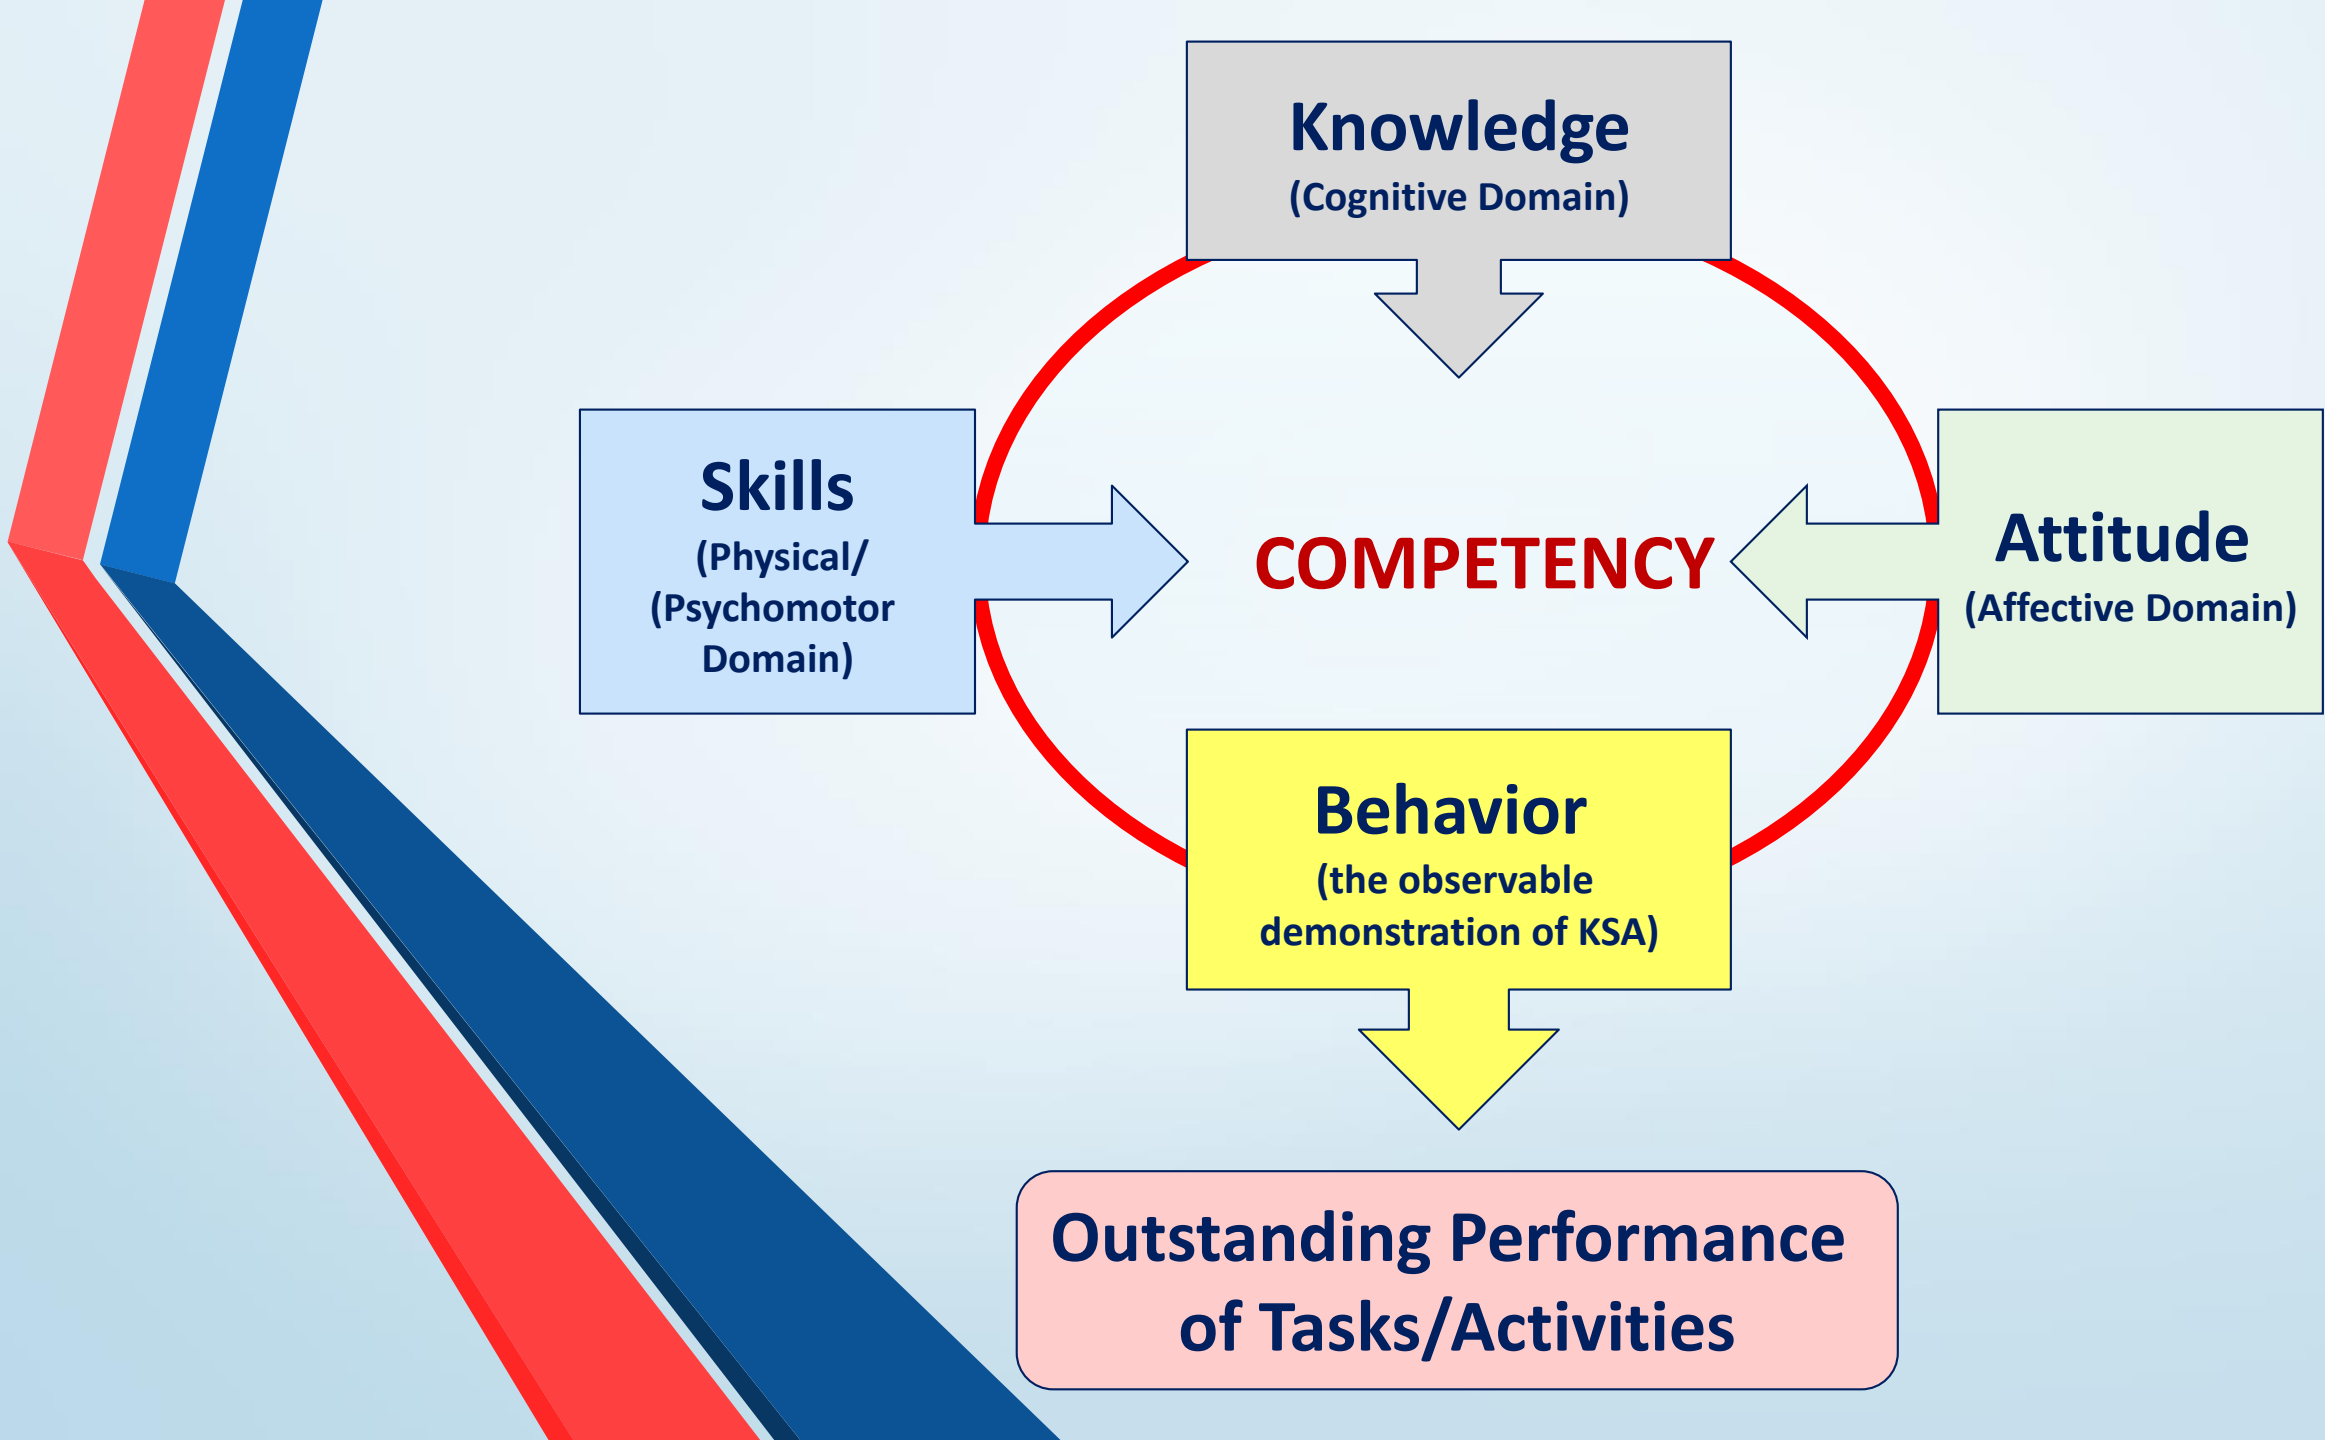 Knowledge
(Cognitive Domain)
Skills
(Physical/
(Psychomotor
Domain)
COMPETENCY
Attitude
(Affective Domain)
Behavior
(the observable
demonstration of KSA)
Outstanding Performance
of Tasks/Activities